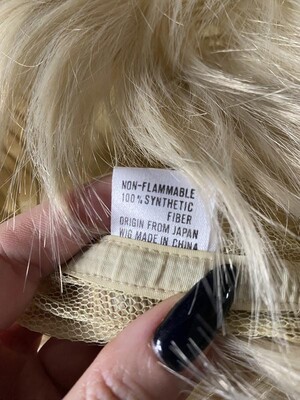 NON-FLAMMABLE
100% SYNTHETIC
FIBER
ORIGIN FROM JAPAN
WIG MADE IN CHINA